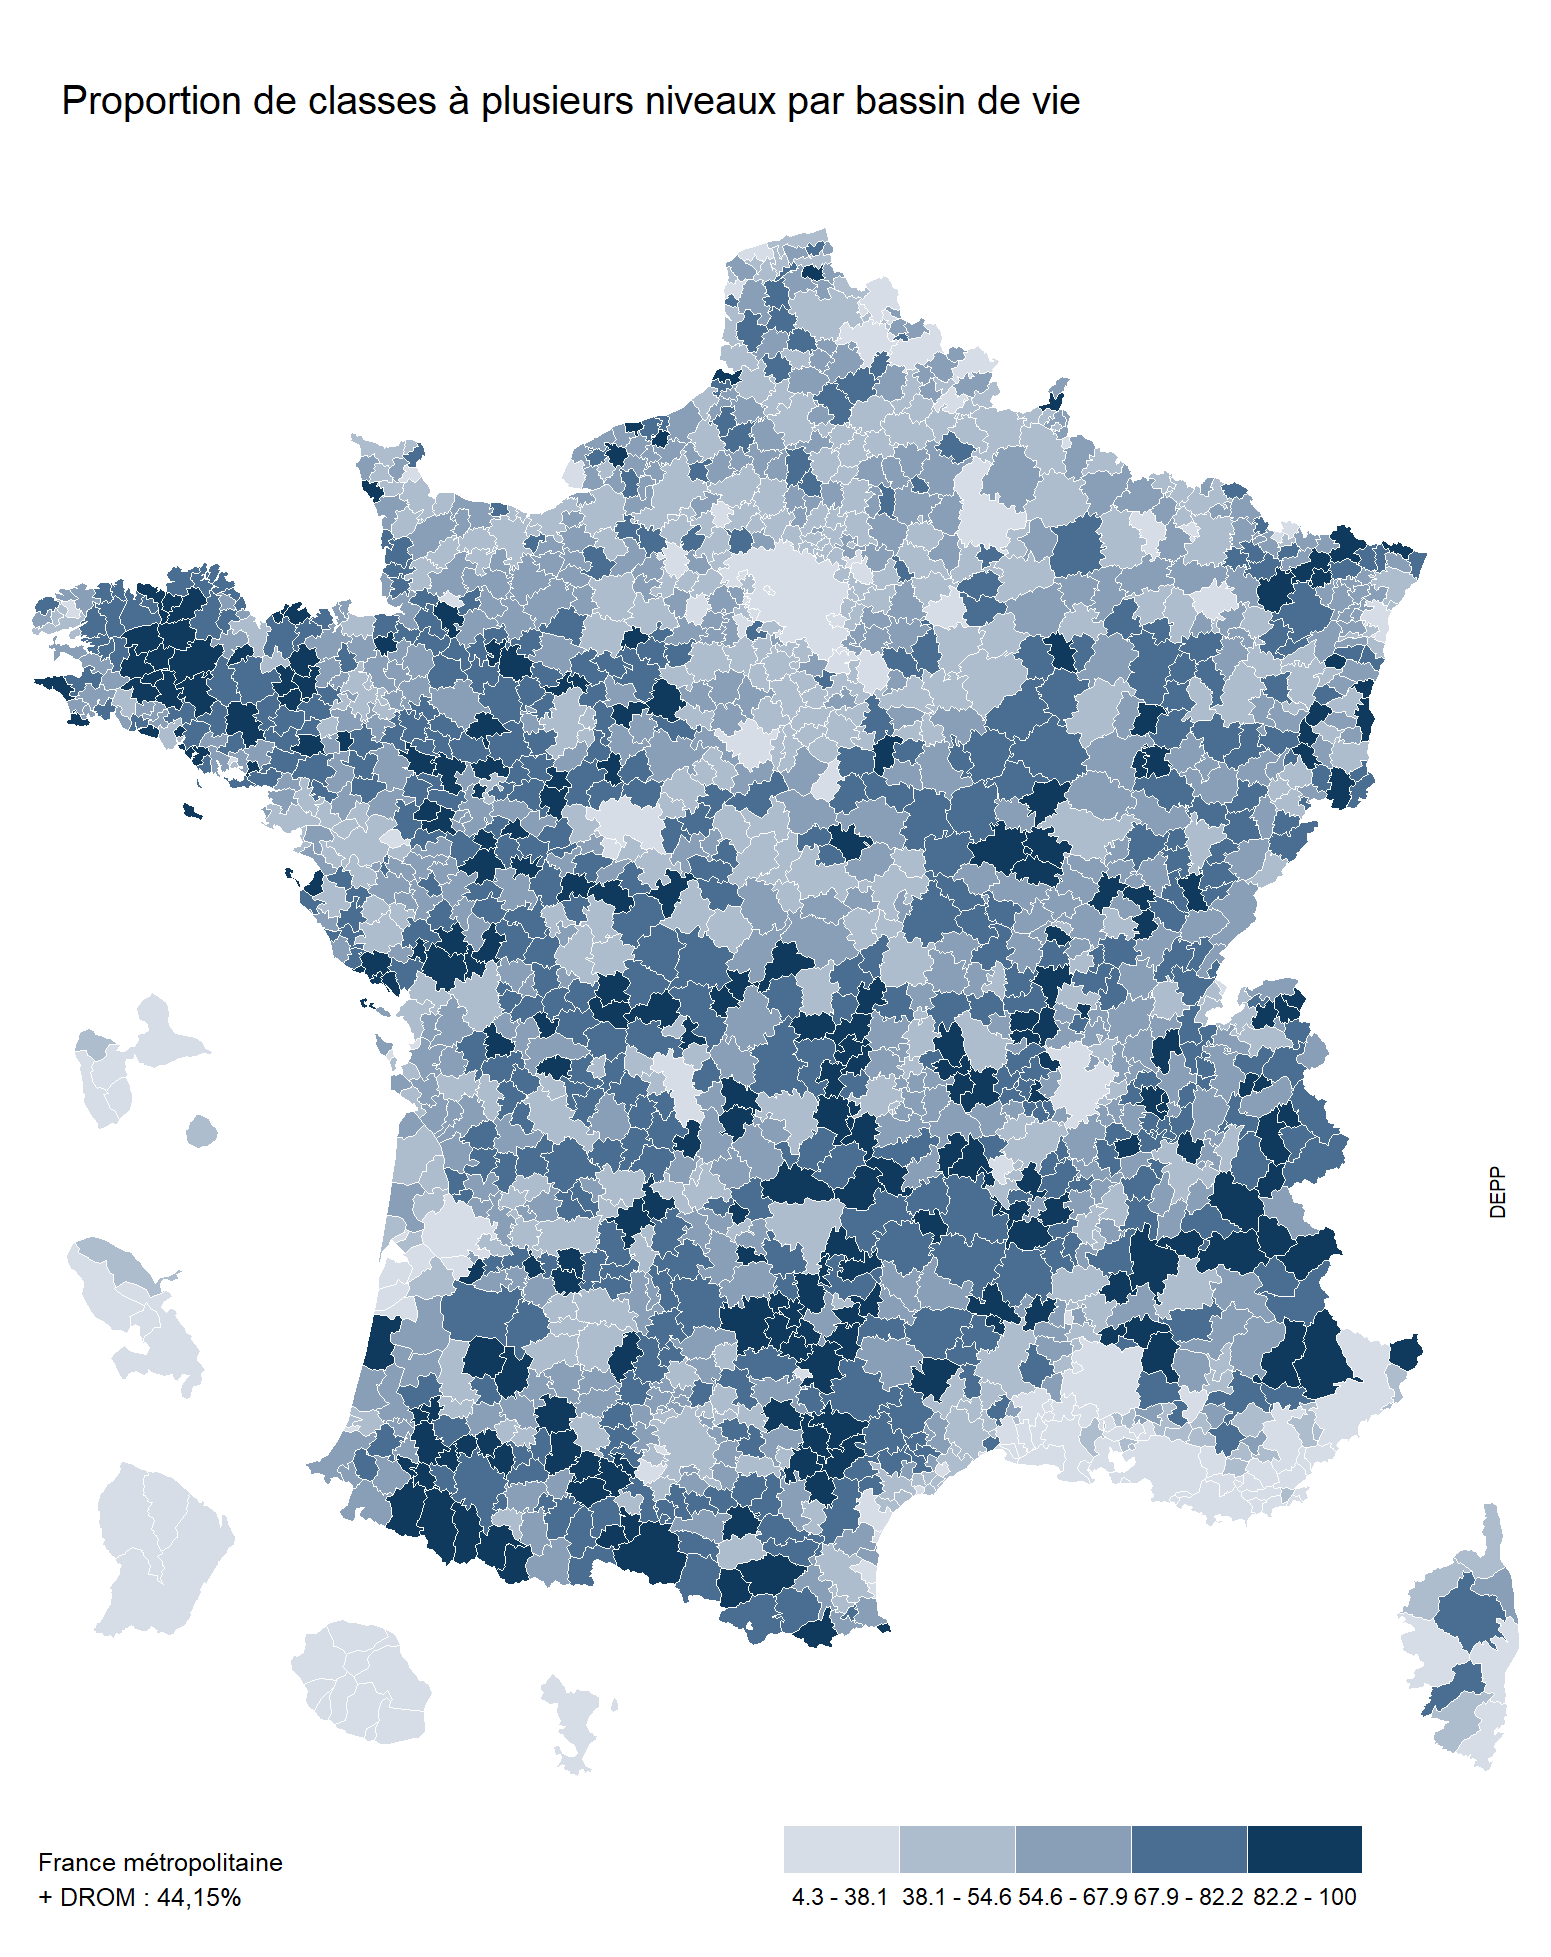 Proportion de classes à plusieurs niveaux par bassin de vie
DEPP
France métropolitaine
+ DROM : 44,15%
4.3 - 38.1 38.1 - 54.6 54.6 - 67.9 67.9 - 82.2 82.2 - 100